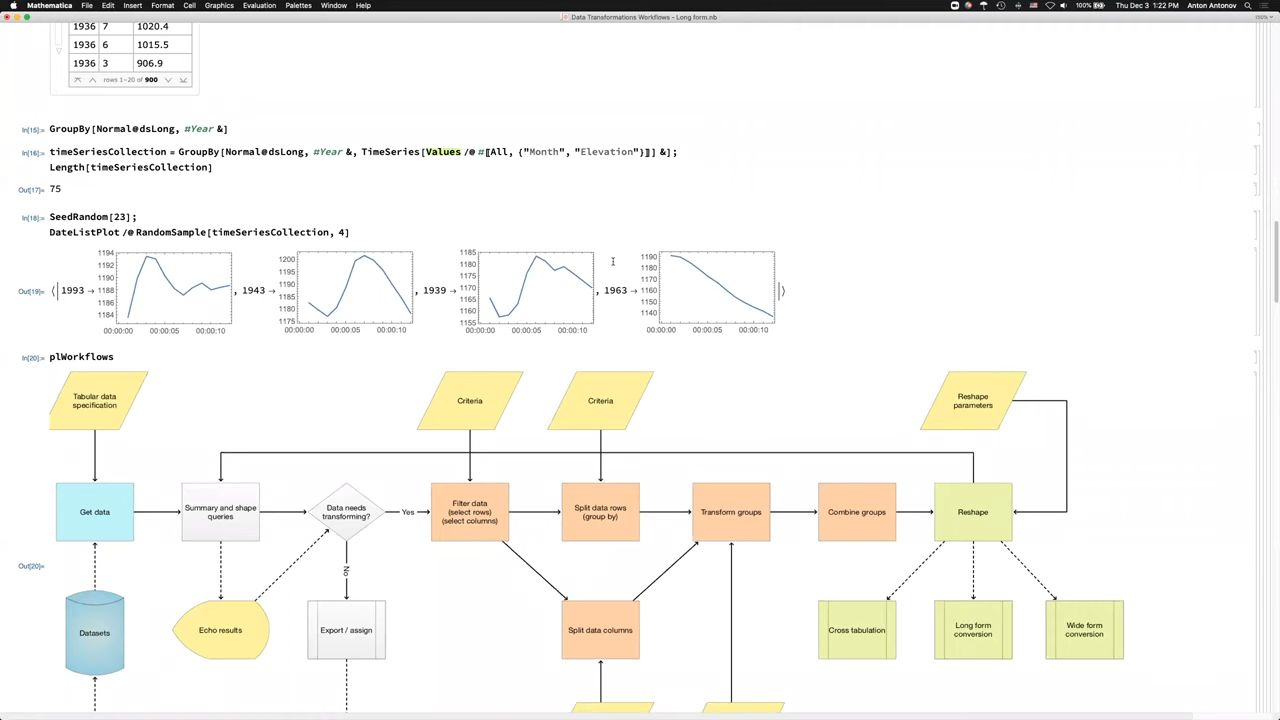 Mathematica File Edit Insert Format Cell Graphics Evaluation Palettes Window Help 100% Thu Dec 3 1:22 PM Anton Antonov
Data Transformations Workflows - Long form.nb
150%
1936 7 1020.4
1936 6 1015.5
1936 3 906.9
rows 1–20 of 900
In[15]:= GroupBy[Normal@dsLong, #Year &]
In[16]:= timeSeriesCollection = GroupBy[Normal@dsLong, #Year &, TimeSeries[Values /@ #[[All, {"Month", "Elevation"}]]] &];
Length[timeSeriesCollection]
Out[17]= 75
In[18]:= SeedRandom[23];
DateListPlot /@ RandomSample[timeSeriesCollection, 4]
Out[19]= <| 1993 → , 1943 → , 1939 → , 1963 → |>
1194
1192
1190
1188
1186
1184
00:00:00 00:00:05 00:00:10
1200
1190
1180
1175
00:00:00 00:00:05 00:00:10
1185
1180
1175
1170
1165
1160
1155
00:00:00 00:00:05 00:00:10
1190
1180
1170
1160
1150
1140
00:00:00 00:00:05 00:00:10
In[20]:= plWorkflows
Out[20]=
Tabular data
specification
Criteria
Criteria
Reshape
parameters
Get data
Summary and shape
queries
Data needs
transforming?
Yes
Filter data
(select rows)
(select columns)
Split data rows
(group by)
Transform groups
Combine groups
Reshape
No
Datasets
Echo results
Export / assign
Split data columns
Cross tabulation
Long form
conversion
Wide form
conversion